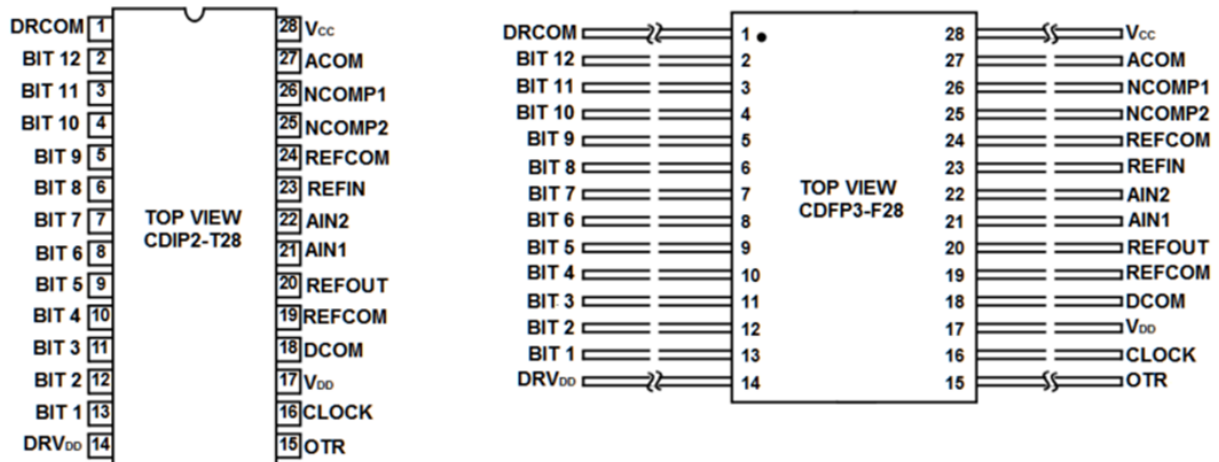 DRCOM 1
BIT 12 2
BIT 11 3
BIT 10 4
BIT 9 5
BIT 8 6
BIT 7 7
BIT 6 8
BIT 5 9
BIT 4 10
BIT 3 11
BIT 2 12
BIT 1 13
DRVDD 14
TOP VIEW
CDIP2-T28
28 VCC
27 ACOM
26 NCOMP1
25 NCOMP2
24 REFCOM
23 REFIN
22 AIN2
21 AIN1
20 REFOUT
19 REFCOM
18 DCOM
17 VDD
16 CLOCK
15 OTR
DRCOM 1
BIT 12 2
BIT 11 3
BIT 10 4
BIT 9 5
BIT 8 6
BIT 7 7
BIT 6 8
BIT 5 9
BIT 4 10
BIT 3 11
BIT 2 12
BIT 1 13
DRVDD 14
TOP VIEW
CDFP3-F28
28 VCC
27 ACOM
26 NCOMP1
25 NCOMP2
24 REFCOM
23 REFIN
22 AIN2
21 AIN1
20 REFOUT
19 REFCOM
18 DCOM
17 VDD
16 CLOCK
15 OTR